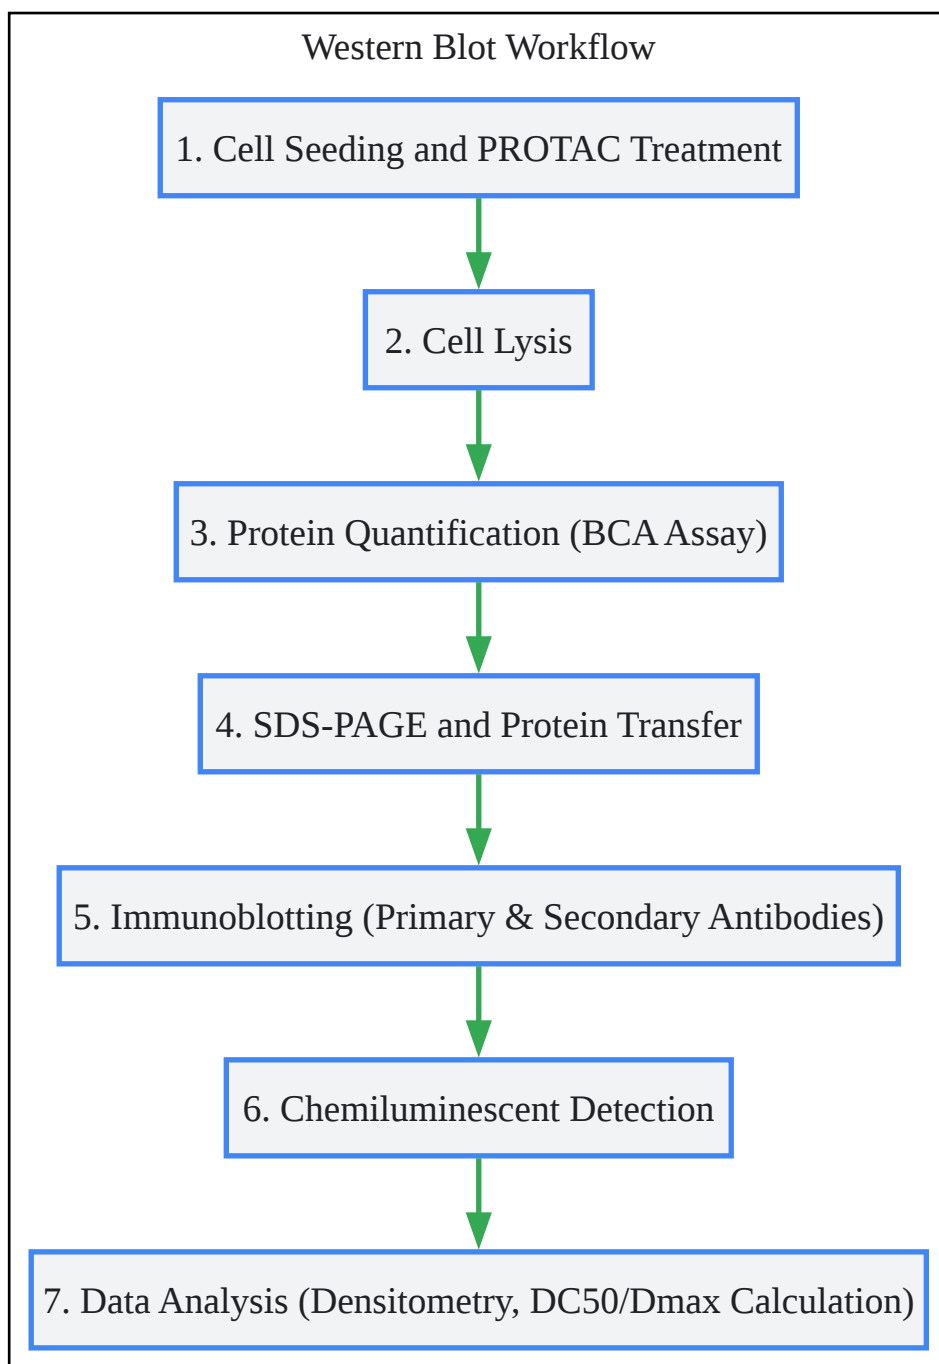 Western Blot Workflow
1. Cell Seeding and PROTAC Treatment
2. Cell Lysis
3. Protein Quantification (BCA Assay)
4. SDS-PAGE and Protein Transfer
5. Immunoblotting (Primary & Secondary Antibodies)
6. Chemiluminescent Detection
7. Data Analysis (Densitometry, DC50/Dmax Calculation)